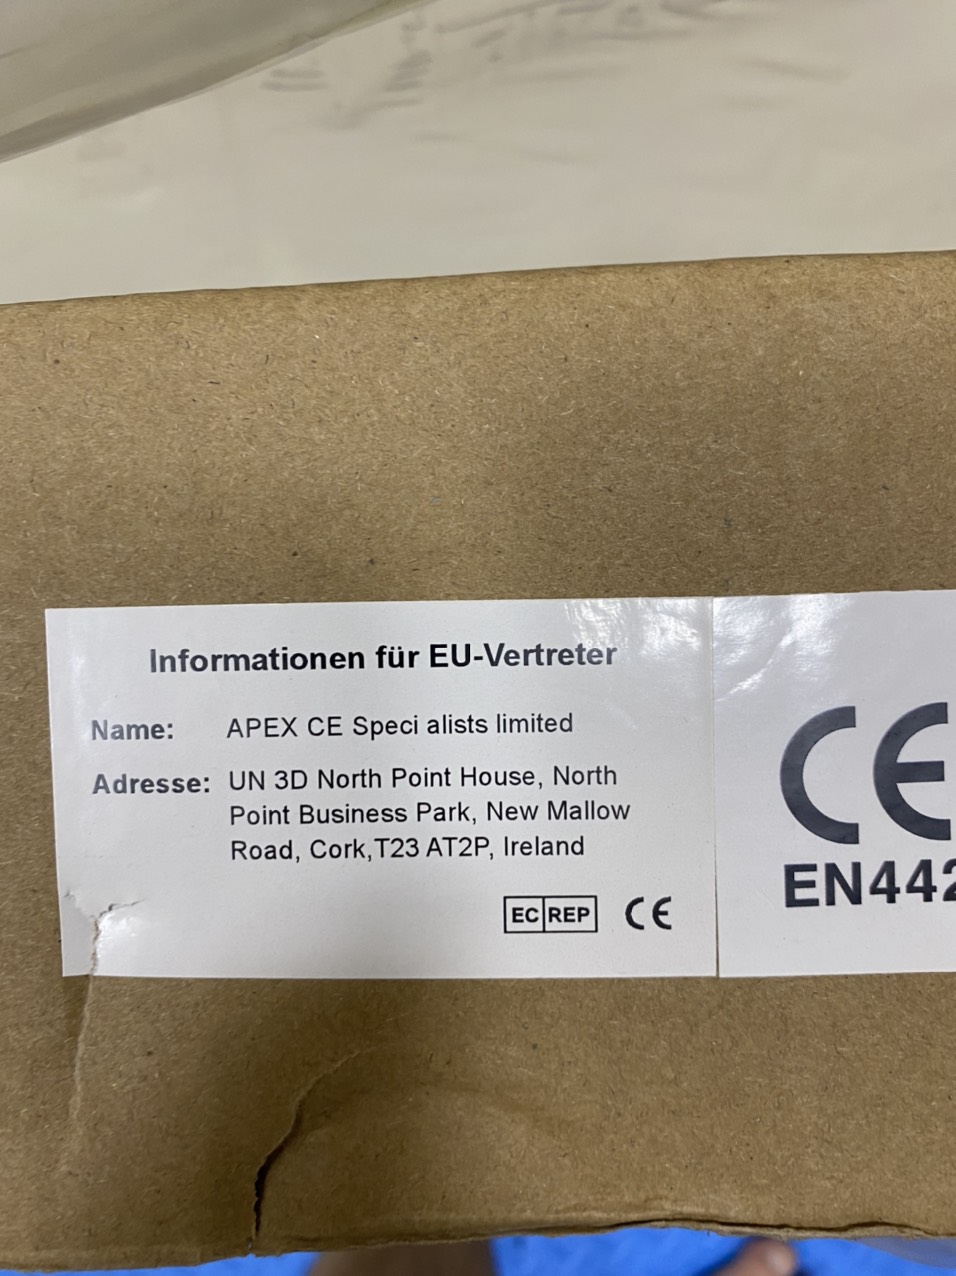 Informationen für EU-Vertreter
Name: APEX CE Speci alists limited
Adresse: UN 3D North Point House, North
Point Business Park, New Mallow
Road, Cork,T23 AT2P, Ireland
EC REP CE
CE
EN442